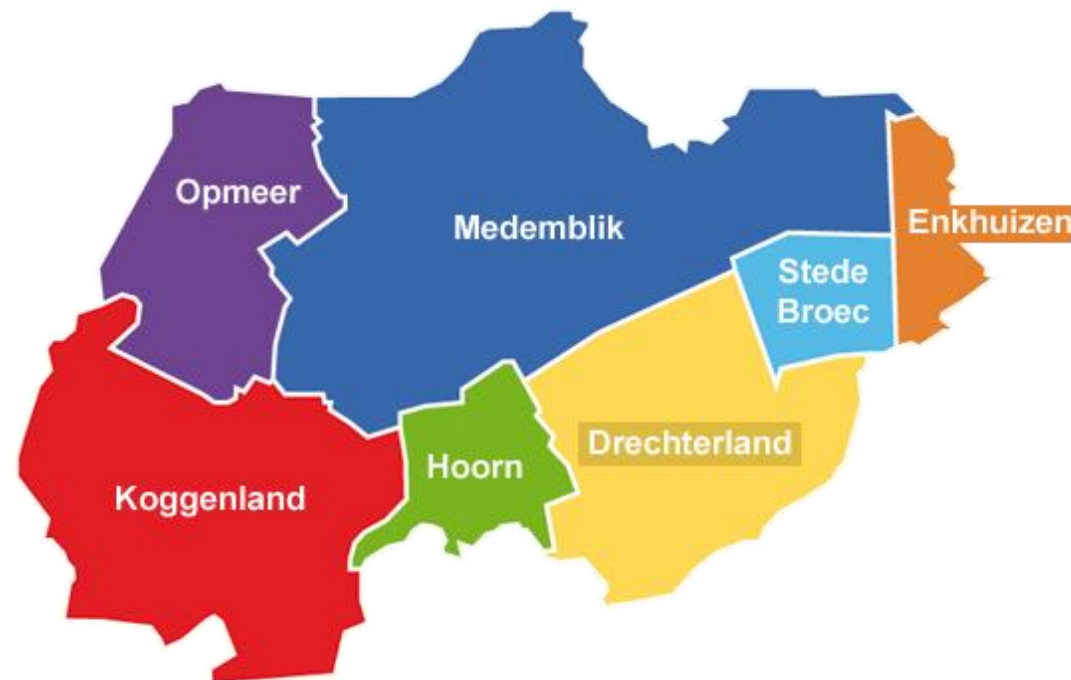 Opmeer
Medemblik
Enkhuizen
Stede
Broec
Drechterland
Hoorn
Koggenland